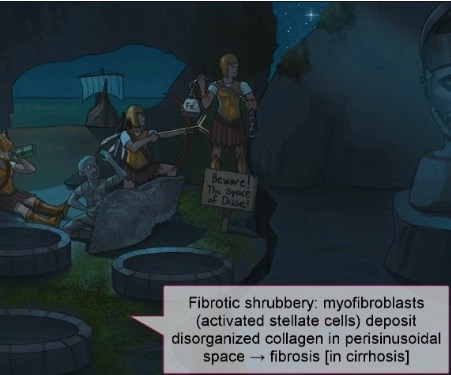 Fe
Beware!
The Space
of Disse!
Fibrotic shrubbery: myofibroblasts
(activated stellate cells) deposit
disorganized collagen in perisinusoidal
space → fibrosis [in cirrhosis]